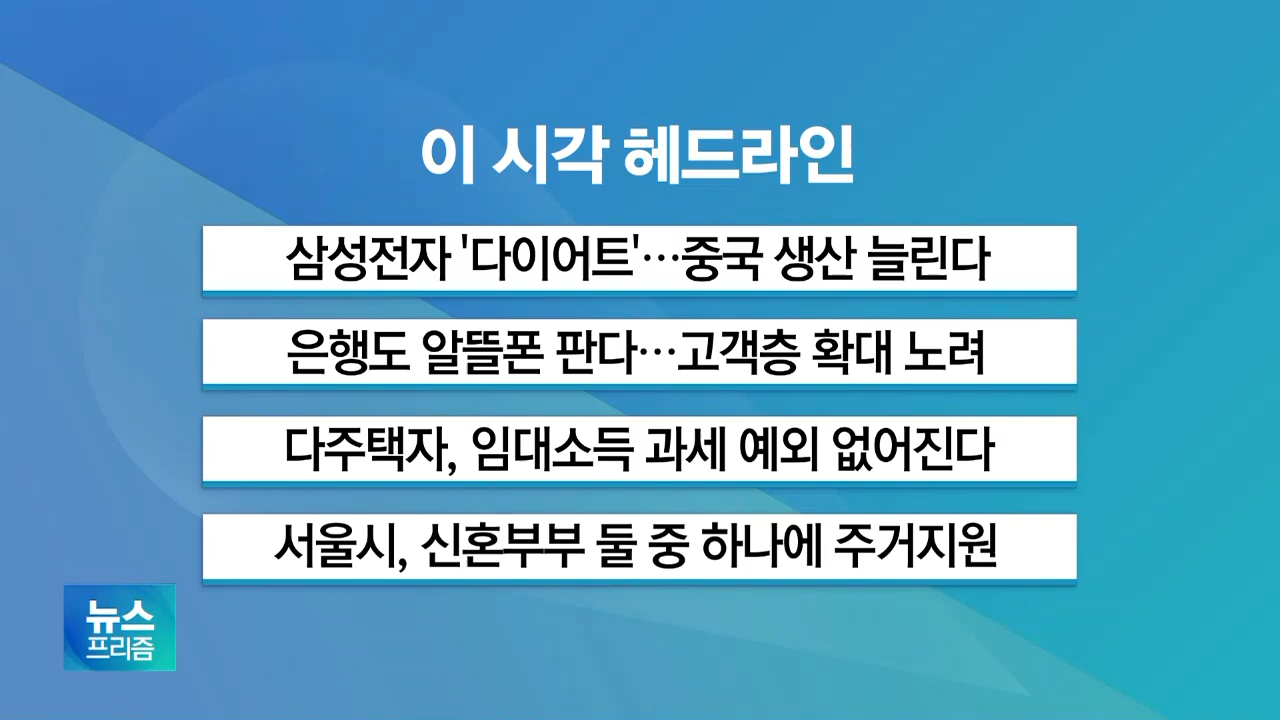 이 시각 헤드라인
삼성전자 '다이어트'…중국 생산 늘린다
은행도 알뜰폰 판다…고객층 확대 노려
다주택자, 임대소득 과세 예외 없어진다
서울시, 신혼부부 둘 중 하나에 주거지원
뉴스
프리즘